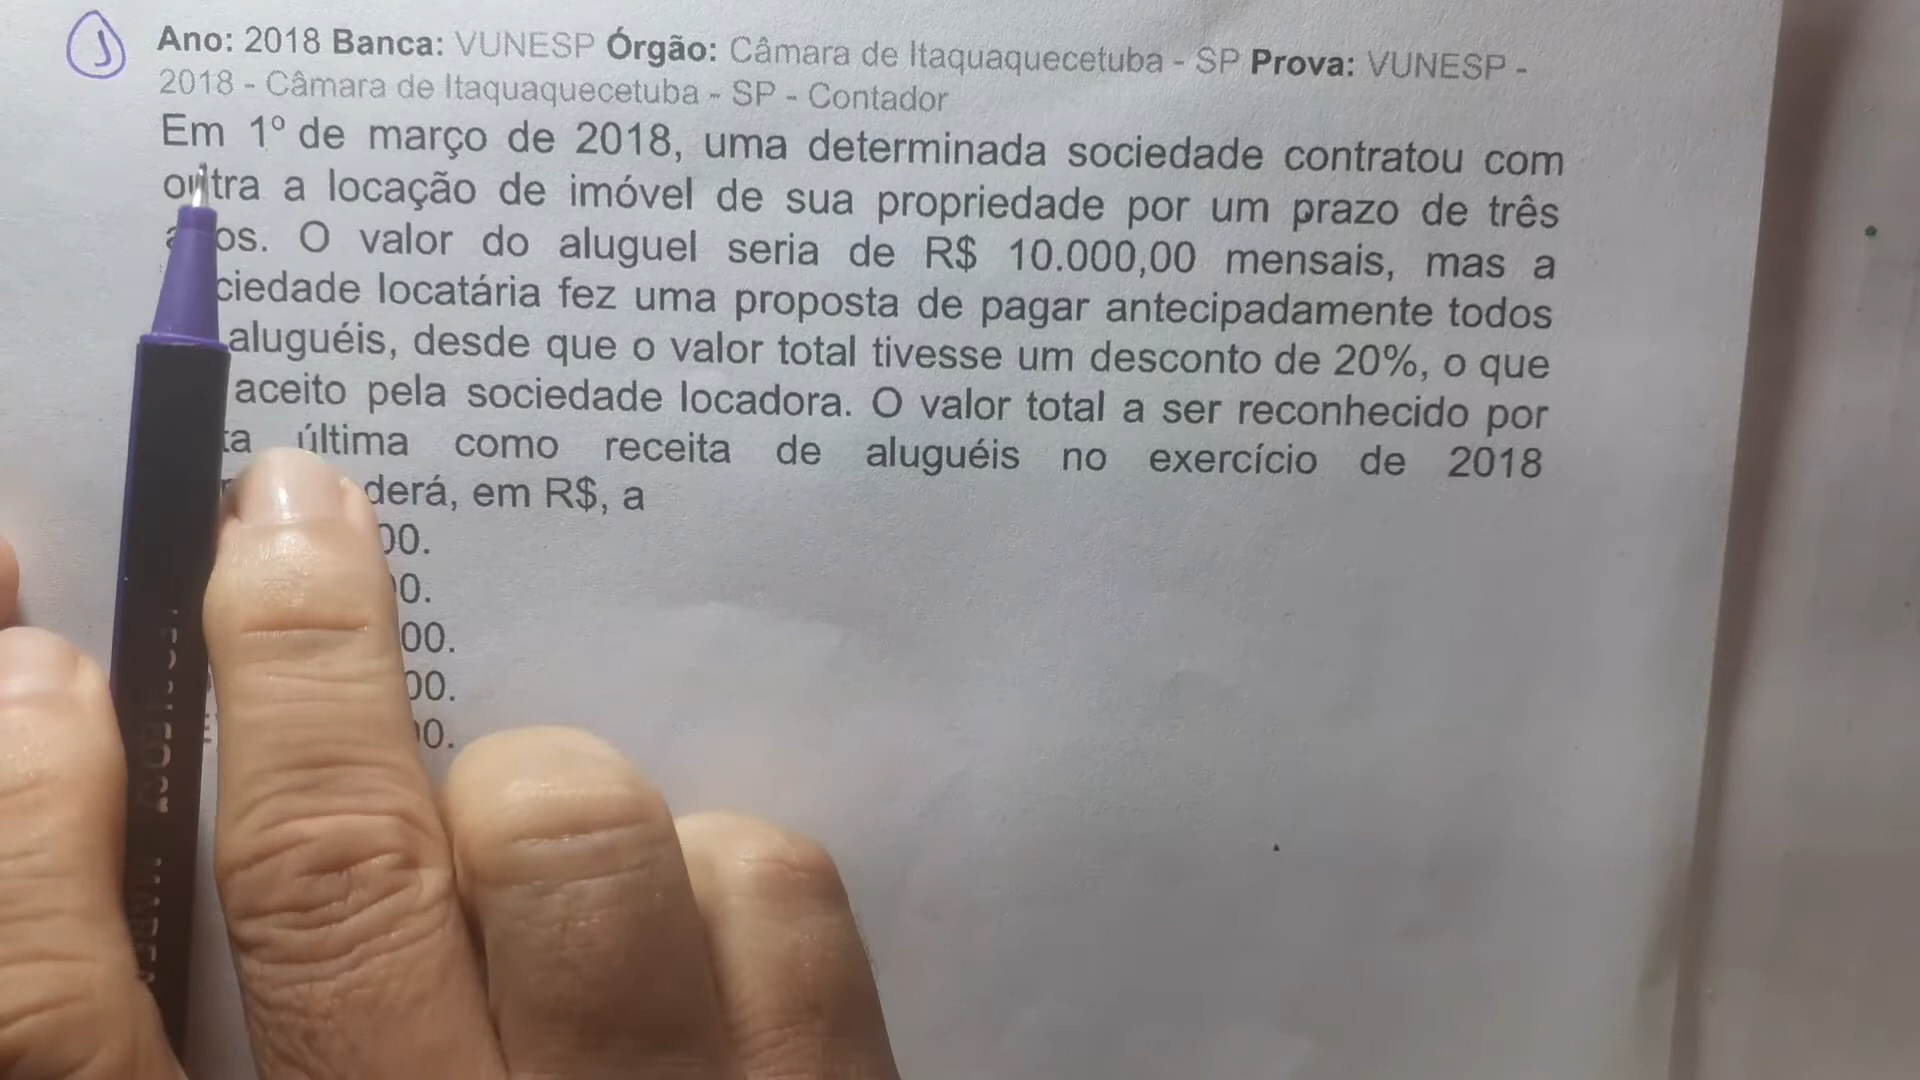 Ano: 2018 Banca: VUNESP Órgão: Câmara de Itaquaquecetuba - SP Prova: VUNESP -
2018 - Câmara de Itaquaquecetuba - SP - Contador
Em 1º de março de 2018, uma determinada sociedade contratou com
outra a locação de imóvel de sua propriedade por um prazo de três
os. O valor do aluguel seria de R$ 10.000,00 mensais, mas a
ciedade locatária fez uma proposta de pagar antecipadamente todos
aluguéis, desde que o valor total tivesse um desconto de 20%, o que
aceito pela sociedade locadora. O valor total a ser reconhecido por
ta última como receita de aluguéis no exercício de 2018
derá, em R$, a
00.
0.
00.
00.
00.